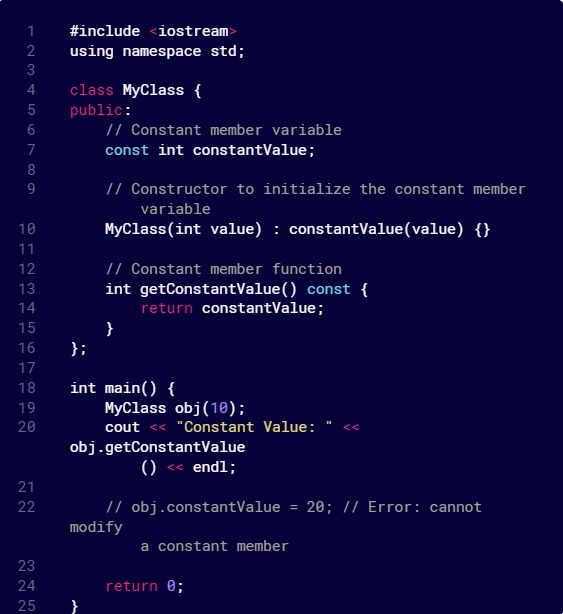 1 #include <iostream>
2 using namespace std;
3
4 class MyClass {
5 public:
6 // Constant member variable
7 const int constantValue;
8
9 // Constructor to initialize the constant member
variable
10 MyClass(int value) : constantValue(value) {}
11
12 // Constant member function
13 int getConstantValue() const {
14 return constantValue;
15 }
16 };
17
18 int main() {
19 MyClass obj(10);
20 cout << "Constant Value: " <<
obj.getConstantValue
() << endl;
21
22 // obj.constantValue = 20; // Error: cannot
modify
a constant member
23
24 return 0;
25 }